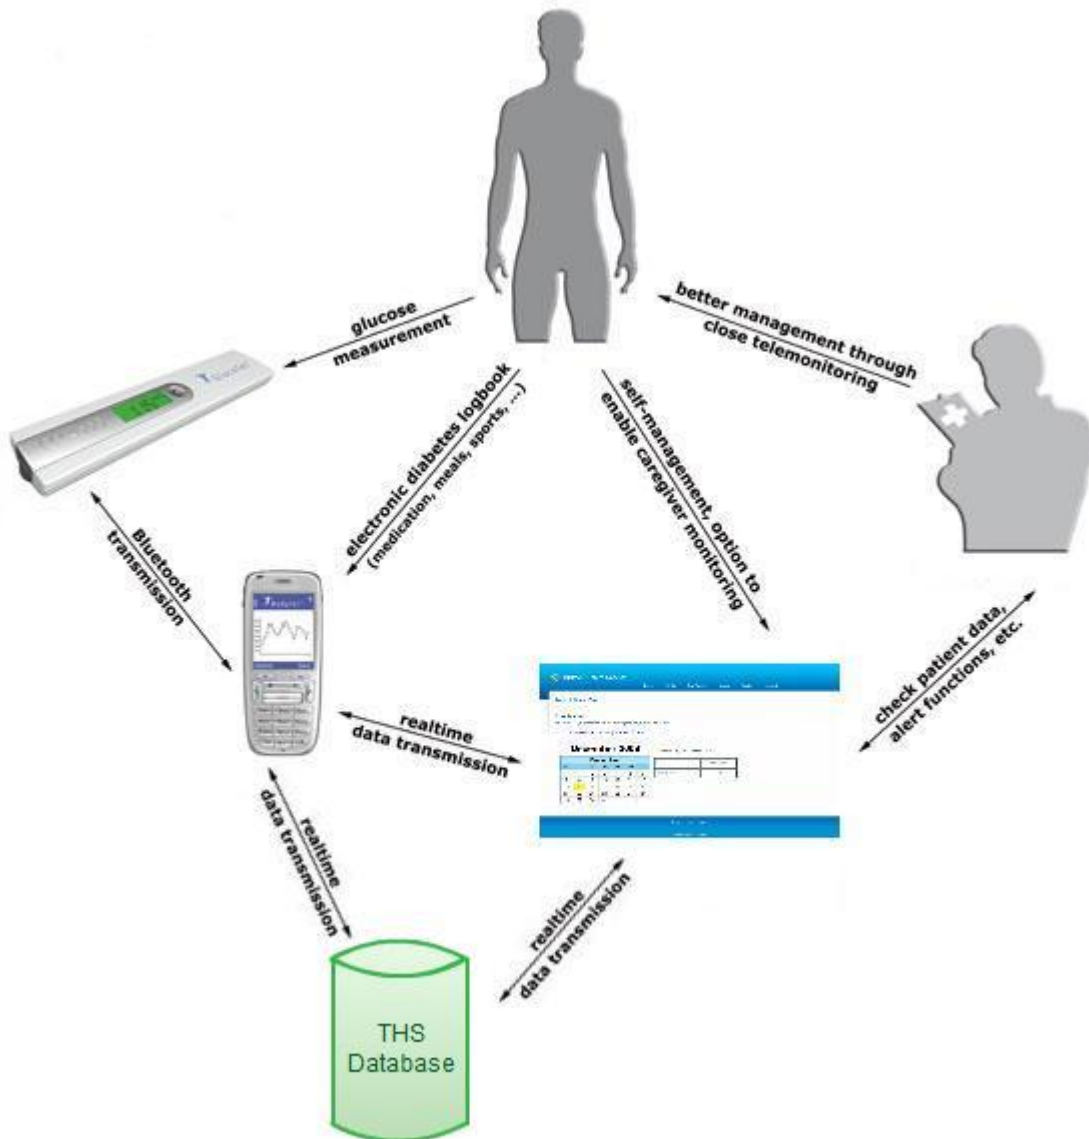 glucose
measurement
better management through
close telemonitoring
electronic diabetes logbook
(medication, meals, sports, ...)
self-management, option to
enable caregiver monitoring
Bluetooth
transmission
check patient data,
alert functions, etc.
realtime
data transmission
realtime
data transmission
realtime
data transmission
THS
Database